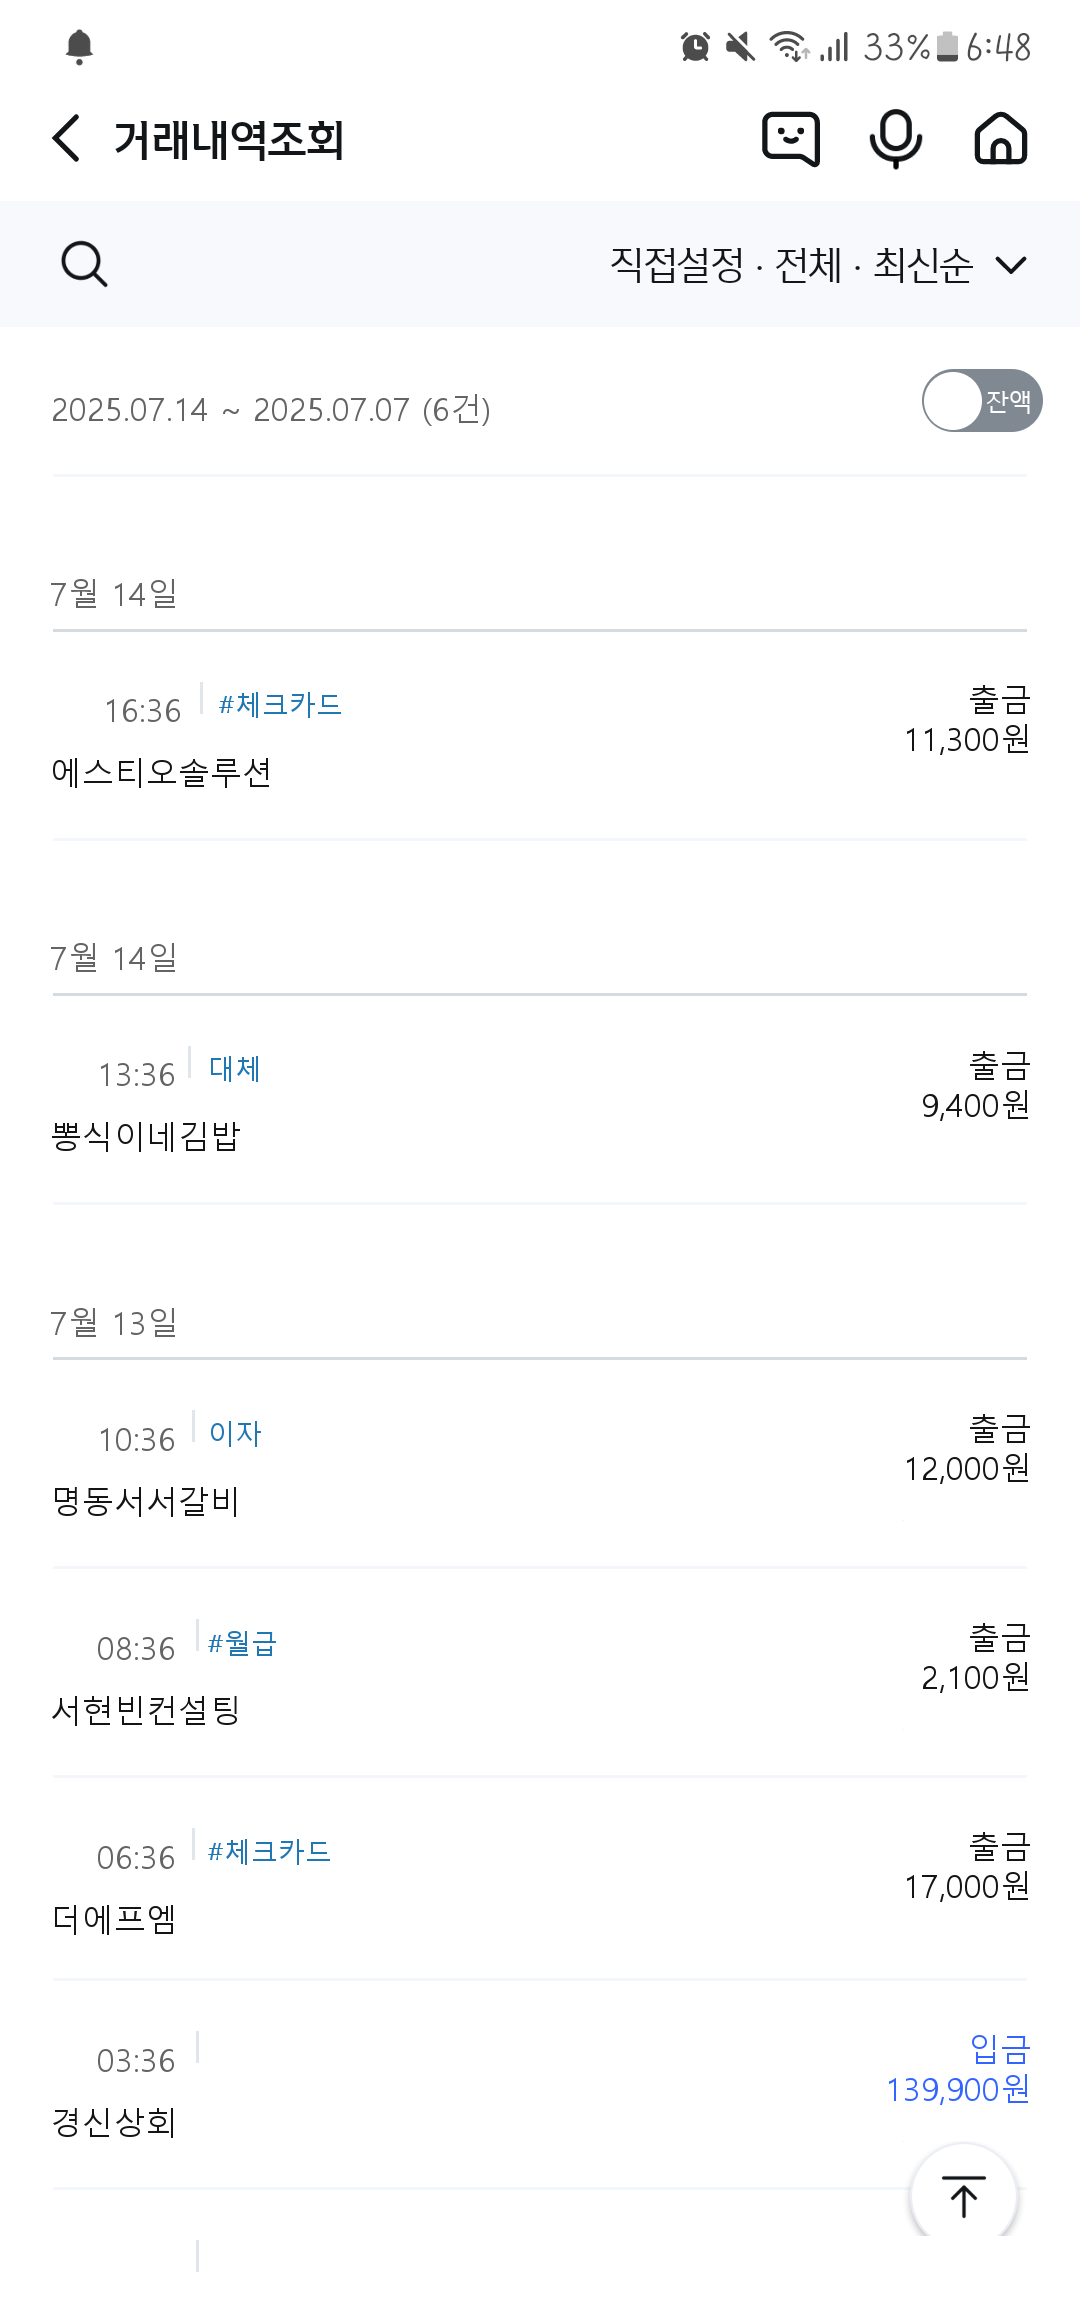 33% 6:48
거래내역조회
직접설정 · 전체 · 최신순
2025.07.14 ~ 2025.07.07 (6건)
잔액
7월 14일
16:36 #체크카드
출금
11,300원
에스티오솔루션
7월 14일
13:36 대체
출금
9,400원
뽕식이네김밥
7월 13일
10:36 이자
출금
12,000원
명동서서갈비
08:36 #월급
출금
2,100원
서현빈컨설팅
06:36 #체크카드
출금
17,000원
더에프엠
03:36
입금
139,900원
경신상회